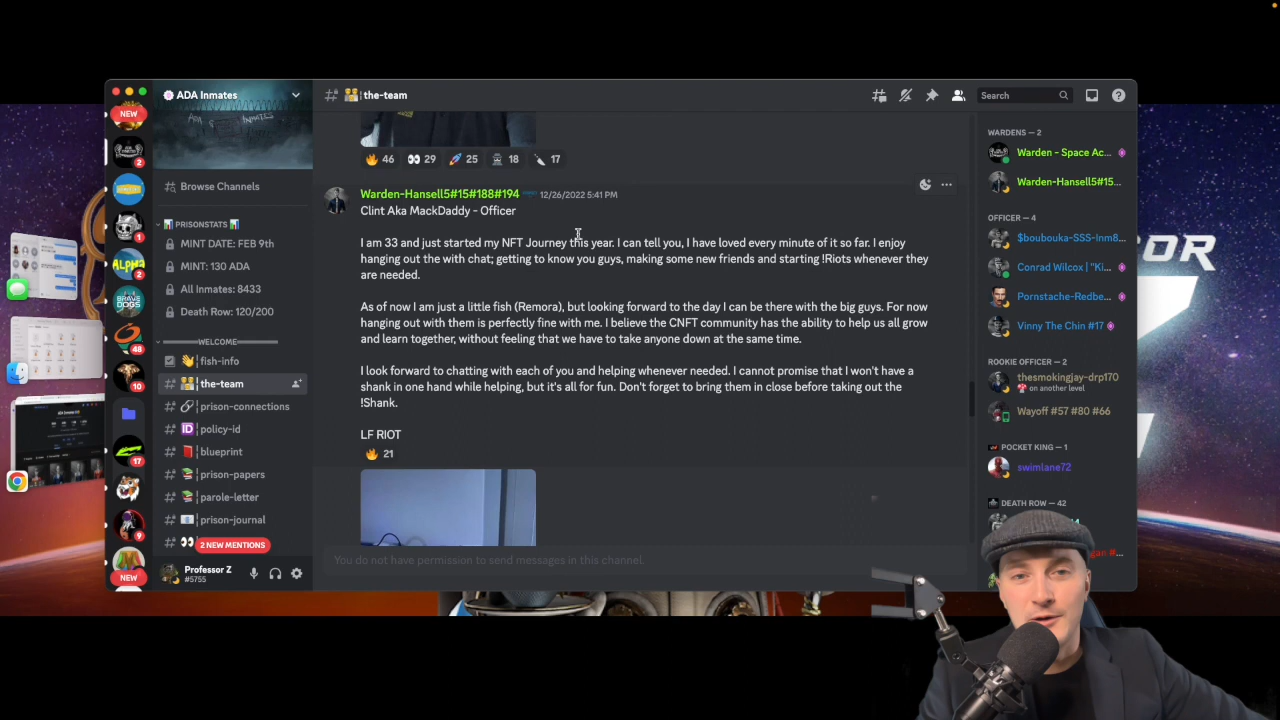 ADA Inmates
the-team
Search
NEW
2
2
48
10
17
9
NEW
ADA INMATES
Browse Channels
PRISONSTATS
MINT DATE: FEB 9th
MINT: 130 ADA
All Inmates: 8433
Death Row: 120/200
WELCOME
fish-info
the-team
prison-connections
policy-id
blueprint
prison-papers
parole-letter
prison-journal
2 NEW MENTIONS
Professor Z
#5755
46 29 25 18 17
Warden-Hansell5#15#188#194 12/26/2022 5:41 PM
Clint Aka MackDaddy - Officer
I am 33 and just started my NFT Journey this year. I can tell you, I have loved every minute of it so far. I enjoy
hanging out the with chat; getting to know you guys, making some new friends and starting !Riots whenever they
are needed.
As of now I am just a little fish (Remora), but looking forward to the day I can be there with the big guys. For now
hanging out with them is perfectly fine with me. I believe the CNFT community has the ability to help us all grow
and learn together, without feeling that we have to take anyone down at the same time.
I look forward to chatting with each of you and helping whenever needed. I cannot promise that I won't have a
shank in one hand while helping, but it's all for fun. Don't forget to bring them in close before taking out the
!Shank.
LF RIOT
21
You do not have permission to send messages in this channel.
WARDENS — 2
Warden - Space Ac...
Warden-Hansell5#15...
OFFICER — 4
$boubouka-SSS-Inm8...
Conrad Wilcox | "Ki...
Pornstache-Redbe...
Vinny The Chin #17
ROOKIE OFFICER — 2
thesmokingjay-drp170
on another level
Wayoff #57 #80 #66
POCKET KING — 1
swimlane72
DEATH ROW — 42
ALPHA
BRAVE
DOGS